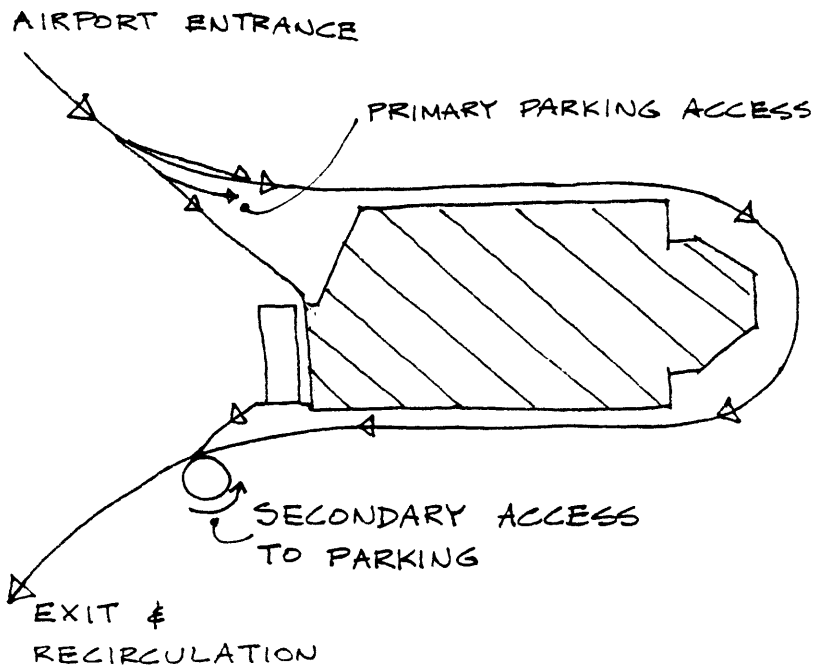 AIRPORT ENTRANCE
PRIMARY PARKING ACCESS
SECONDARY ACCESS
TO PARKING
EXIT &
RECIRCULATION